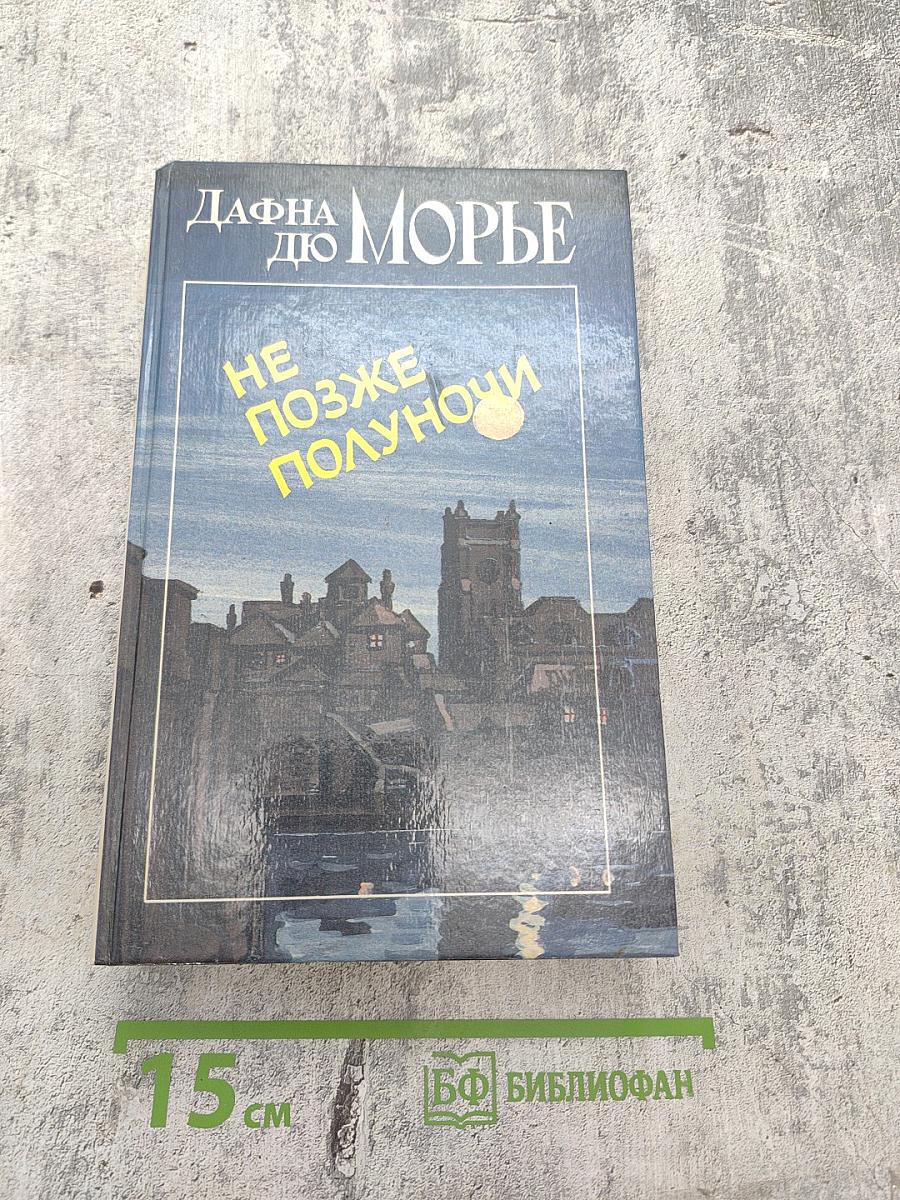 ДАФНА
ДЮ МОРЬЕ
НЕ
ПОЗЖЕ
ПОЛУНОЧИ
15 см
БФ БИБЛИОФАН